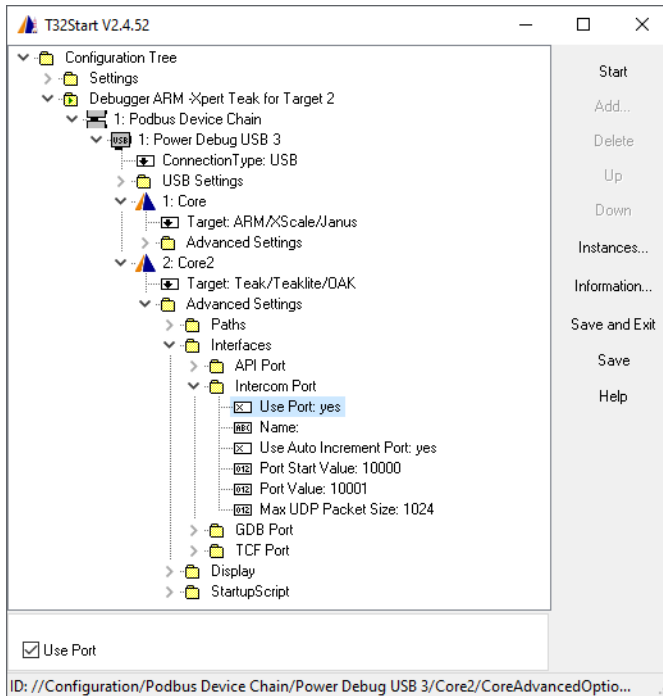 T32Start V2.4.52
Configuration Tree
Settings
Debugger ARM -Xpert Teak for Target 2
1: Podbus Device Chain
USB
1: Power Debug USB 3
ConnectionType: USB
USB Settings
1: Core
Target: ARM/XScale/Janus
Advanced Settings
2: Core2
Target: Teak/Teaklite/OAK
Advanced Settings
Paths
Interfaces
API Port
Intercom Port
Use Port: yes
ABC Name:
Use Auto Increment Port: yes
012 Port Start Value: 10000
012 Port Value: 10001
012 Max UDP Packet Size: 1024
GDB Port
TCF Port
Display
StartupScript
Start
Add...
Delete
Up
Down
Instances...
Information...
Save and Exit
Save
Help
Use Port
ID: //Configuration/Podbus Device Chain/Power Debug USB 3/Core2/CoreAdvancedOptio...